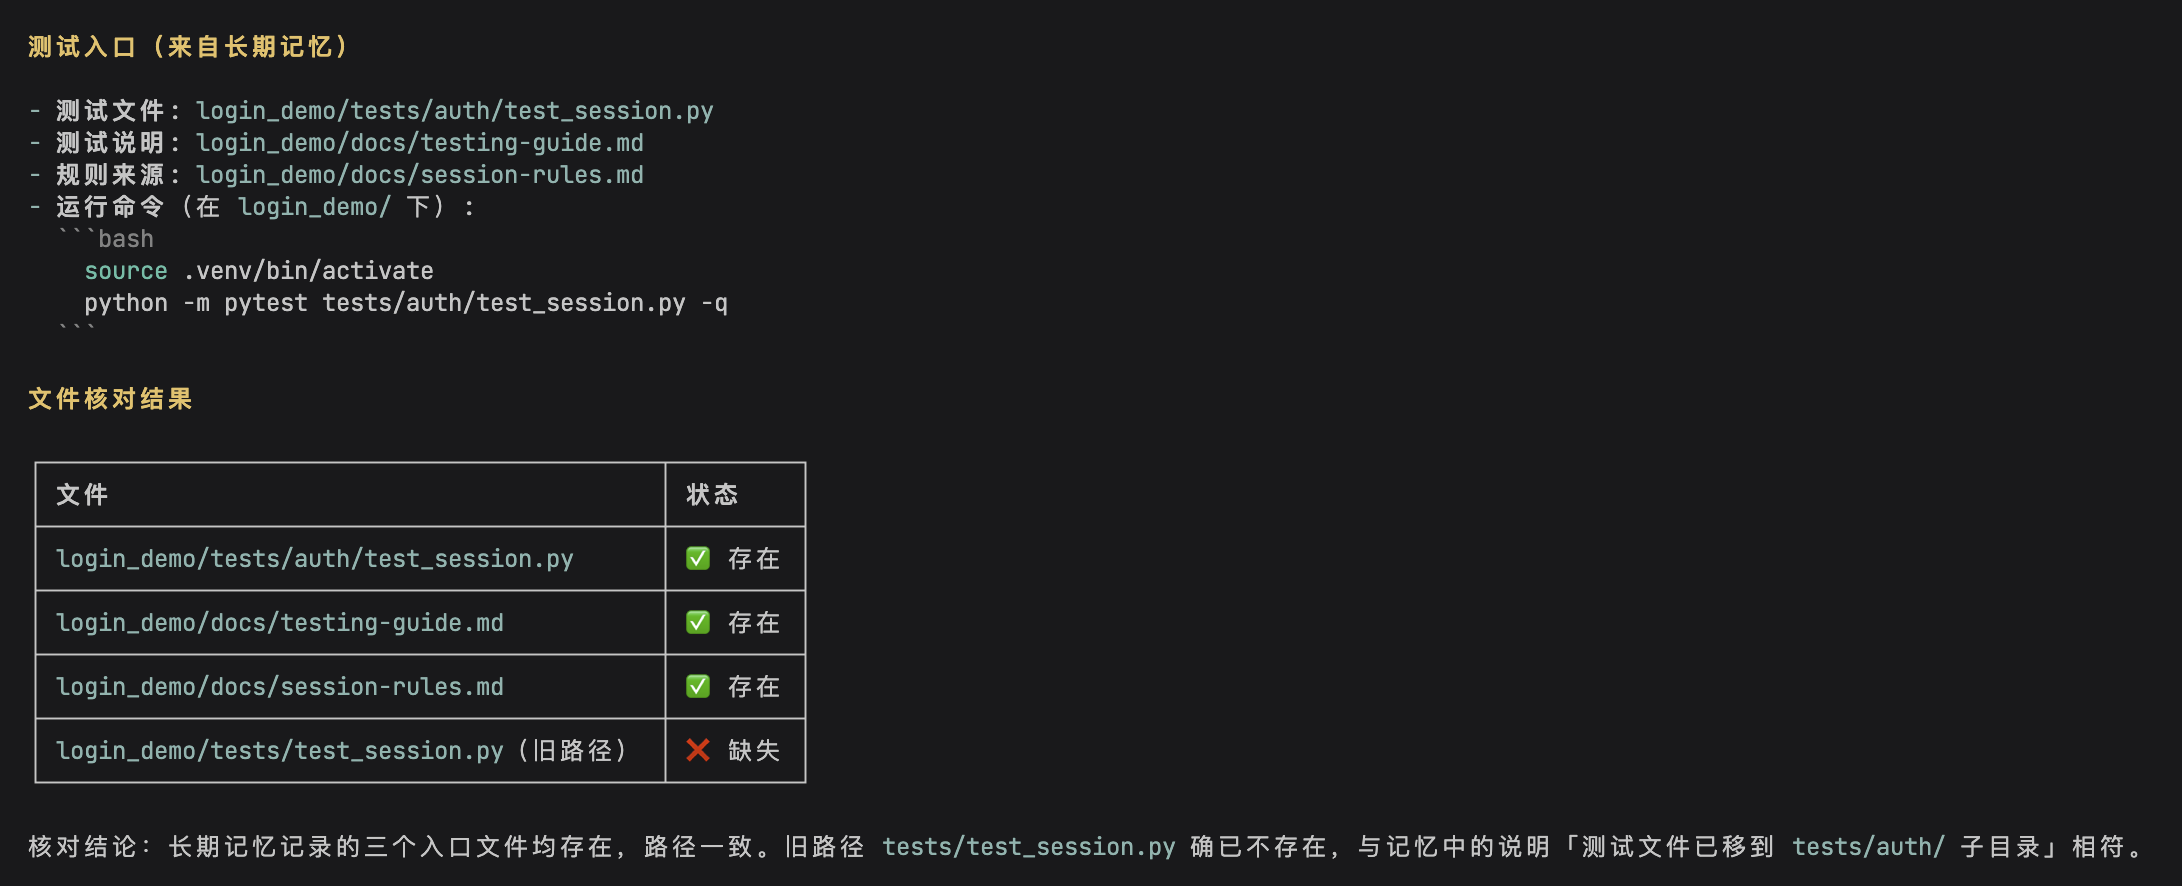 测试入口（来自长期记忆）
- 测试文件：login_demo/tests/auth/test_session.py
- 测试说明：login_demo/docs/testing-guide.md
- 规则来源：login_demo/docs/session-rules.md
- 运行命令（在 login_demo/ 下）：
```bash
source .venv/bin/activate
python -m pytest tests/auth/test_session.py -q
```
文件核对结果
文件 状态
login_demo/tests/auth/test_session.py ✅ 存在
login_demo/docs/testing-guide.md ✅ 存在
login_demo/docs/session-rules.md ✅ 存在
login_demo/tests/test_session.py（旧路径） ❌ 缺失
核对结论：长期记忆记录的三个入口文件均存在，路径一致。旧路径 tests/test_session.py 确已不存在，与记忆中的说明「测试文件已移到 tests/auth/ 子目录」相符。